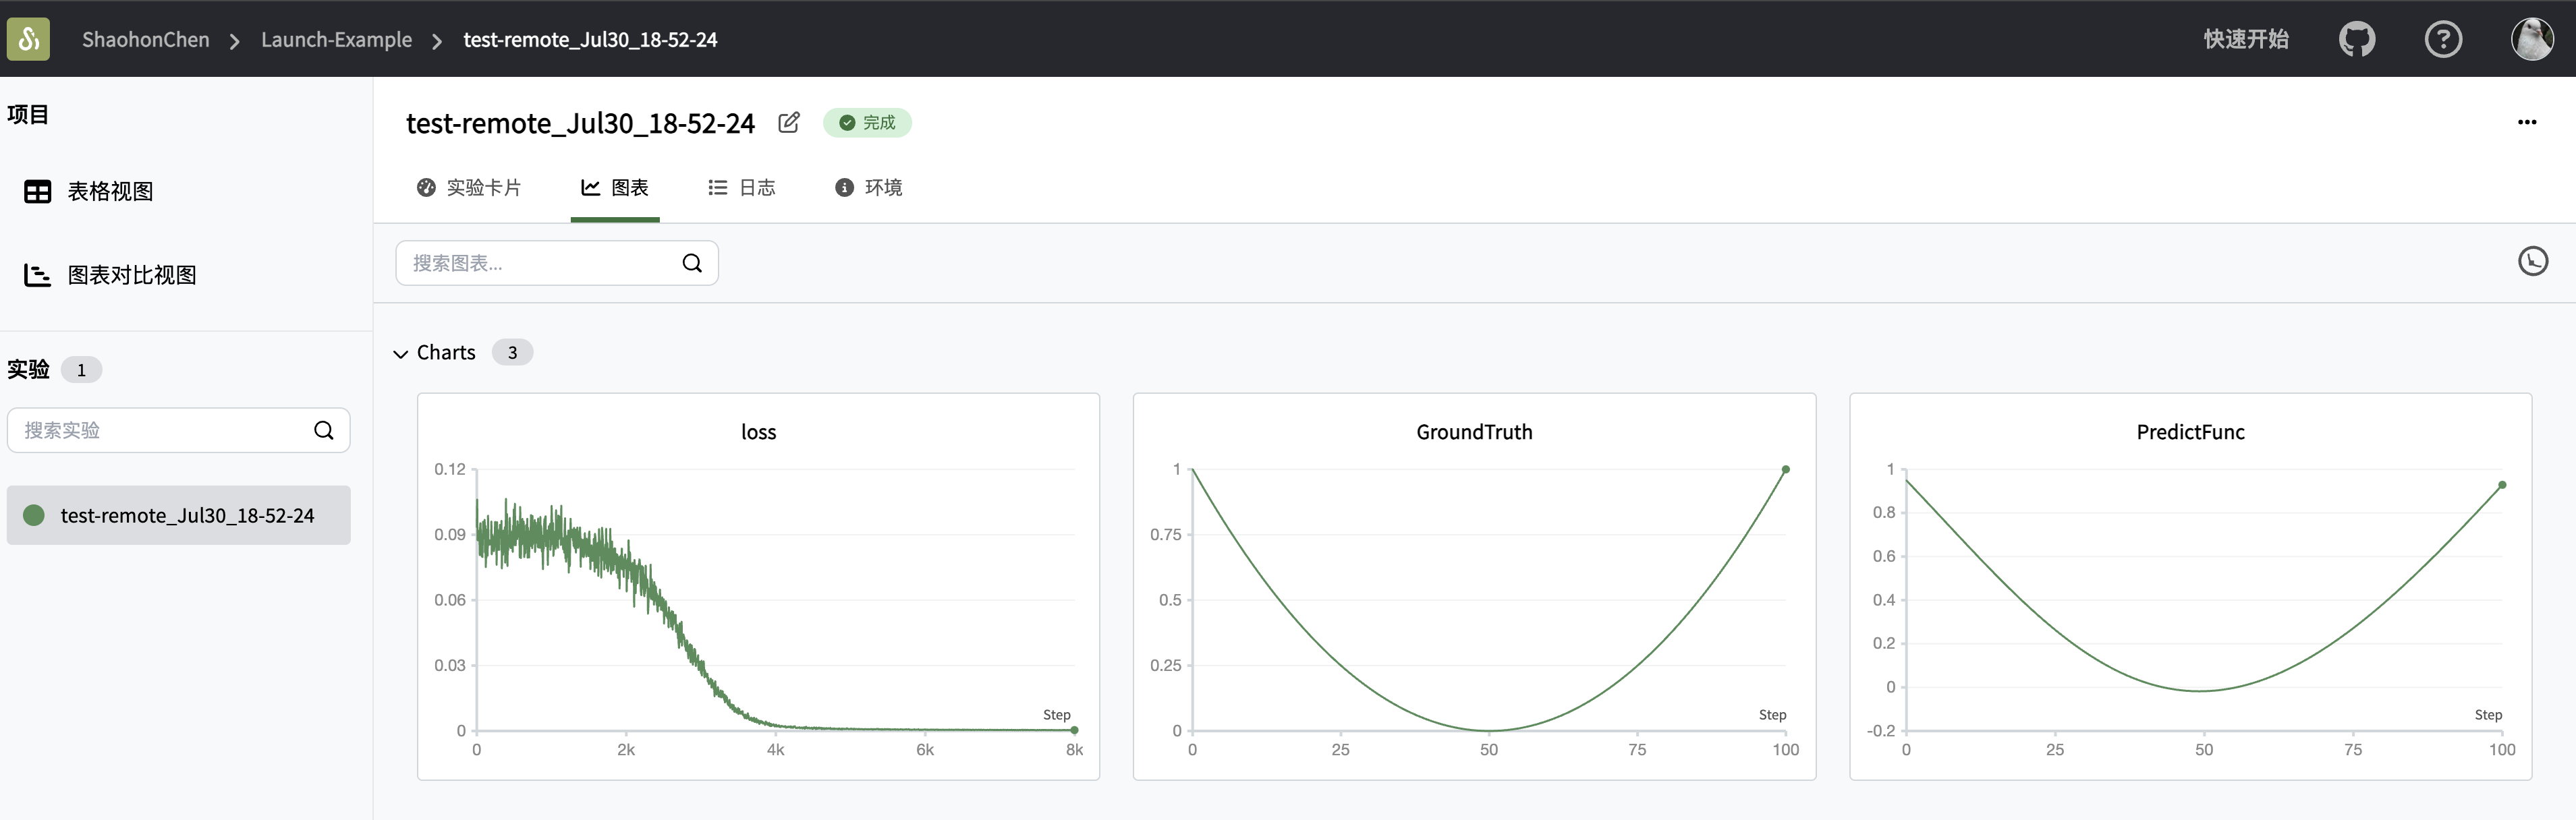 ShaohonChen > Launch-Example > test-remote_Jul30_18-52-24
快速开始
项目
表格视图
图表对比视图
实验 1
搜索实验
test-remote_Jul30_18-52-24
test-remote_Jul30_18-52-24 完成
实验卡片 图表 日志 环境
搜索图表...
Charts 3
loss
0.12
0.09
0.06
0.03
0
Step
0 2k 4k 6k 8k
GroundTruth
1
0.75
0.5
0.25
0
Step
0 25 50 75 100
PredictFunc
1
0.8
0.6
0.4
0.2
0
-0.2
Step
0 25 50 75 100